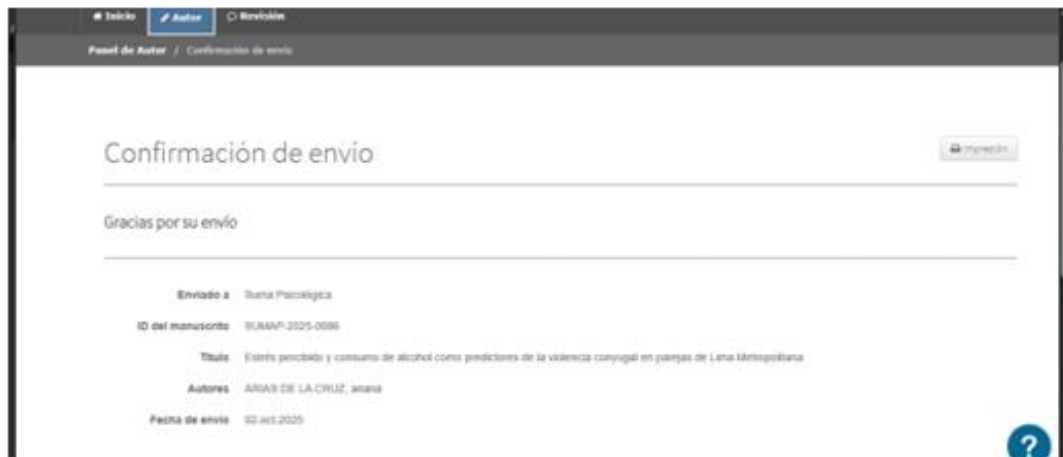 Inicio Autor Revisión
Panel de Autor / Confirmación de envío
Confirmación de envío
Impresión
Gracias por su envío
Enviado a Suma Psicológica
ID del manuscrito SUMAP-2025-0086
Título Estrés percibido y consumo de alcohol como predictores de la violencia conyugal en parejas de Lima Metropolitana
Autores ARIAS DE LA CRUZ, ariana
Fecha de envío 02-oct-2025
?